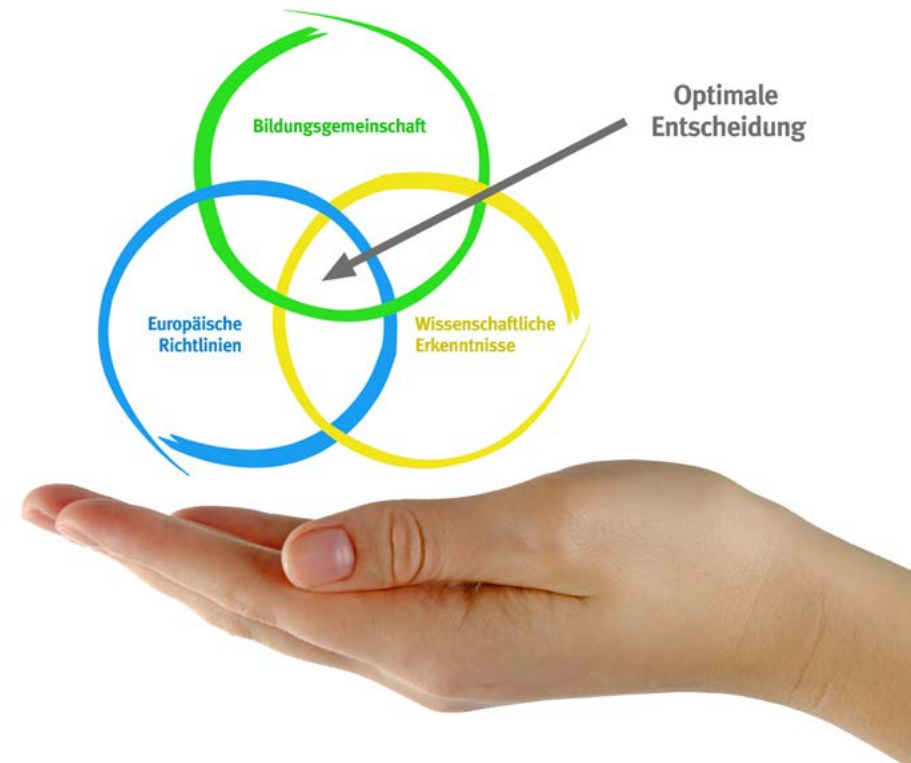 Bildungsgemeinschaft
Optimale
Entscheidung
Europäische
Richtlinien
Wissenschaftliche
Erkenntnisse